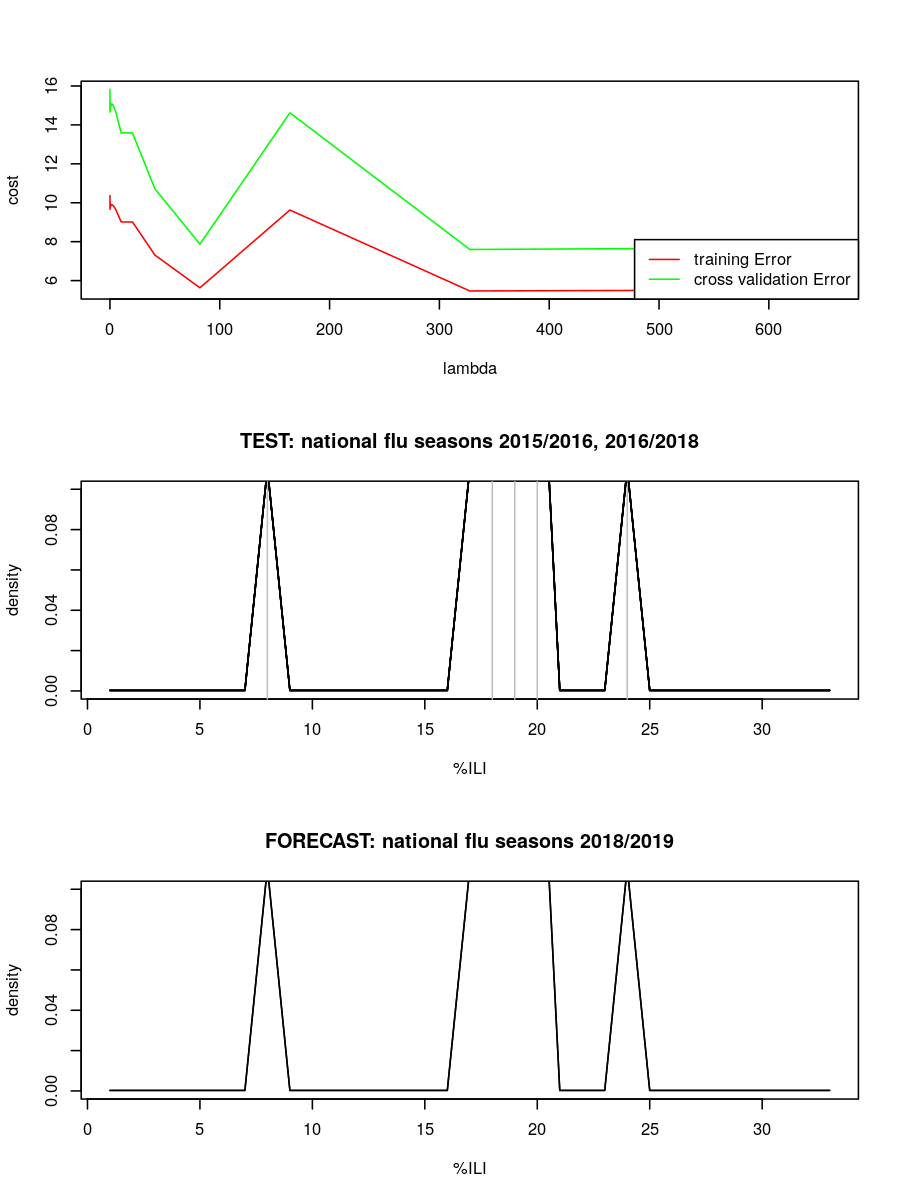 16
14
12
10
8
6
cost
training Error
cross validation Error
0 100 200 300 400 500 600
lambda
TEST: national flu seasons 2015/2016, 2016/2018
0.08
0.04
0.00
density
0 5 10 15 20 25 30
%ILI
FORECAST: national flu seasons 2018/2019
0.08
0.04
0.00
density
0 5 10 15 20 25 30
%ILI